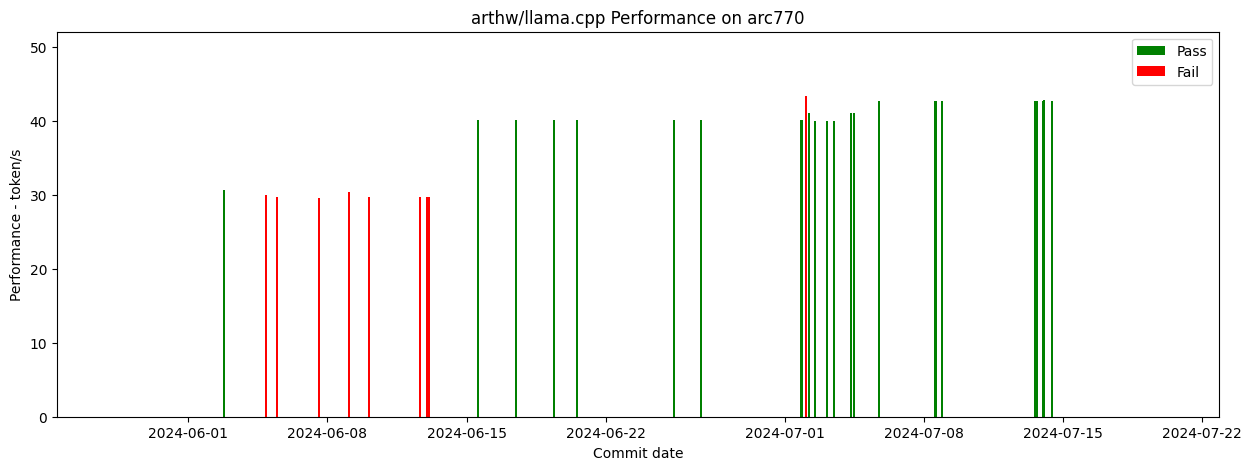 arthw/llama.cpp Performance on arc770
Performance - token/s
50
40
30
20
10
0
Pass
Fail
2024-06-01 2024-06-08 2024-06-15 2024-06-22 2024-07-01 2024-07-08 2024-07-15 2024-07-22
Commit date